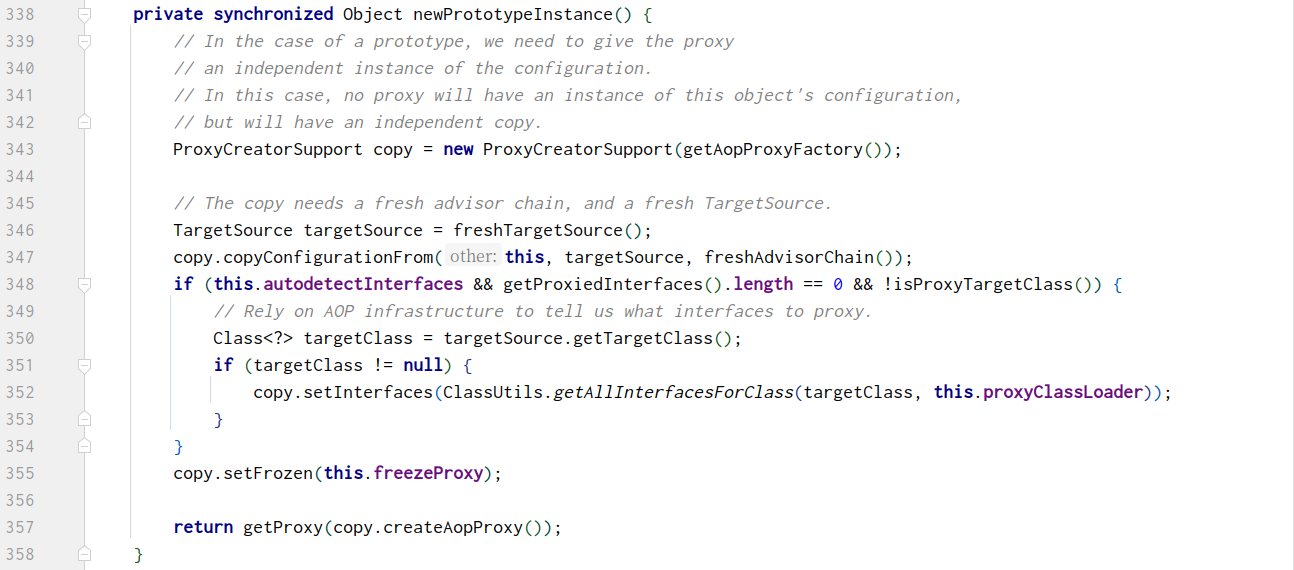 338 private synchronized Object newPrototypeInstance() {
339 // In the case of a prototype, we need to give the proxy
340 // an independent instance of the configuration.
341 // In this case, no proxy will have an instance of this object's configuration,
342 // but will have an independent copy.
343 ProxyCreatorSupport copy = new ProxyCreatorSupport(getAopProxyFactory());
344
345 // The copy needs a fresh advisor chain, and a fresh TargetSource.
346 TargetSource targetSource = freshTargetSource();
347 copy.copyConfigurationFrom( other: this, targetSource, freshAdvisorChain());
348 if (this.autodetectInterfaces && getProxiedInterfaces().length == 0 && !isProxyTargetClass()) {
349 // Rely on AOP infrastructure to tell us what interfaces to proxy.
350 Class<?> targetClass = targetSource.getTargetClass();
351 if (targetClass != null) {
352 copy.setInterfaces(ClassUtils.getAllInterfacesForClass(targetClass, this.proxyClassLoader));
353 }
354 }
355 copy.setFrozen(this.freezeProxy);
356
357 return getProxy(copy.createAopProxy());
358 }